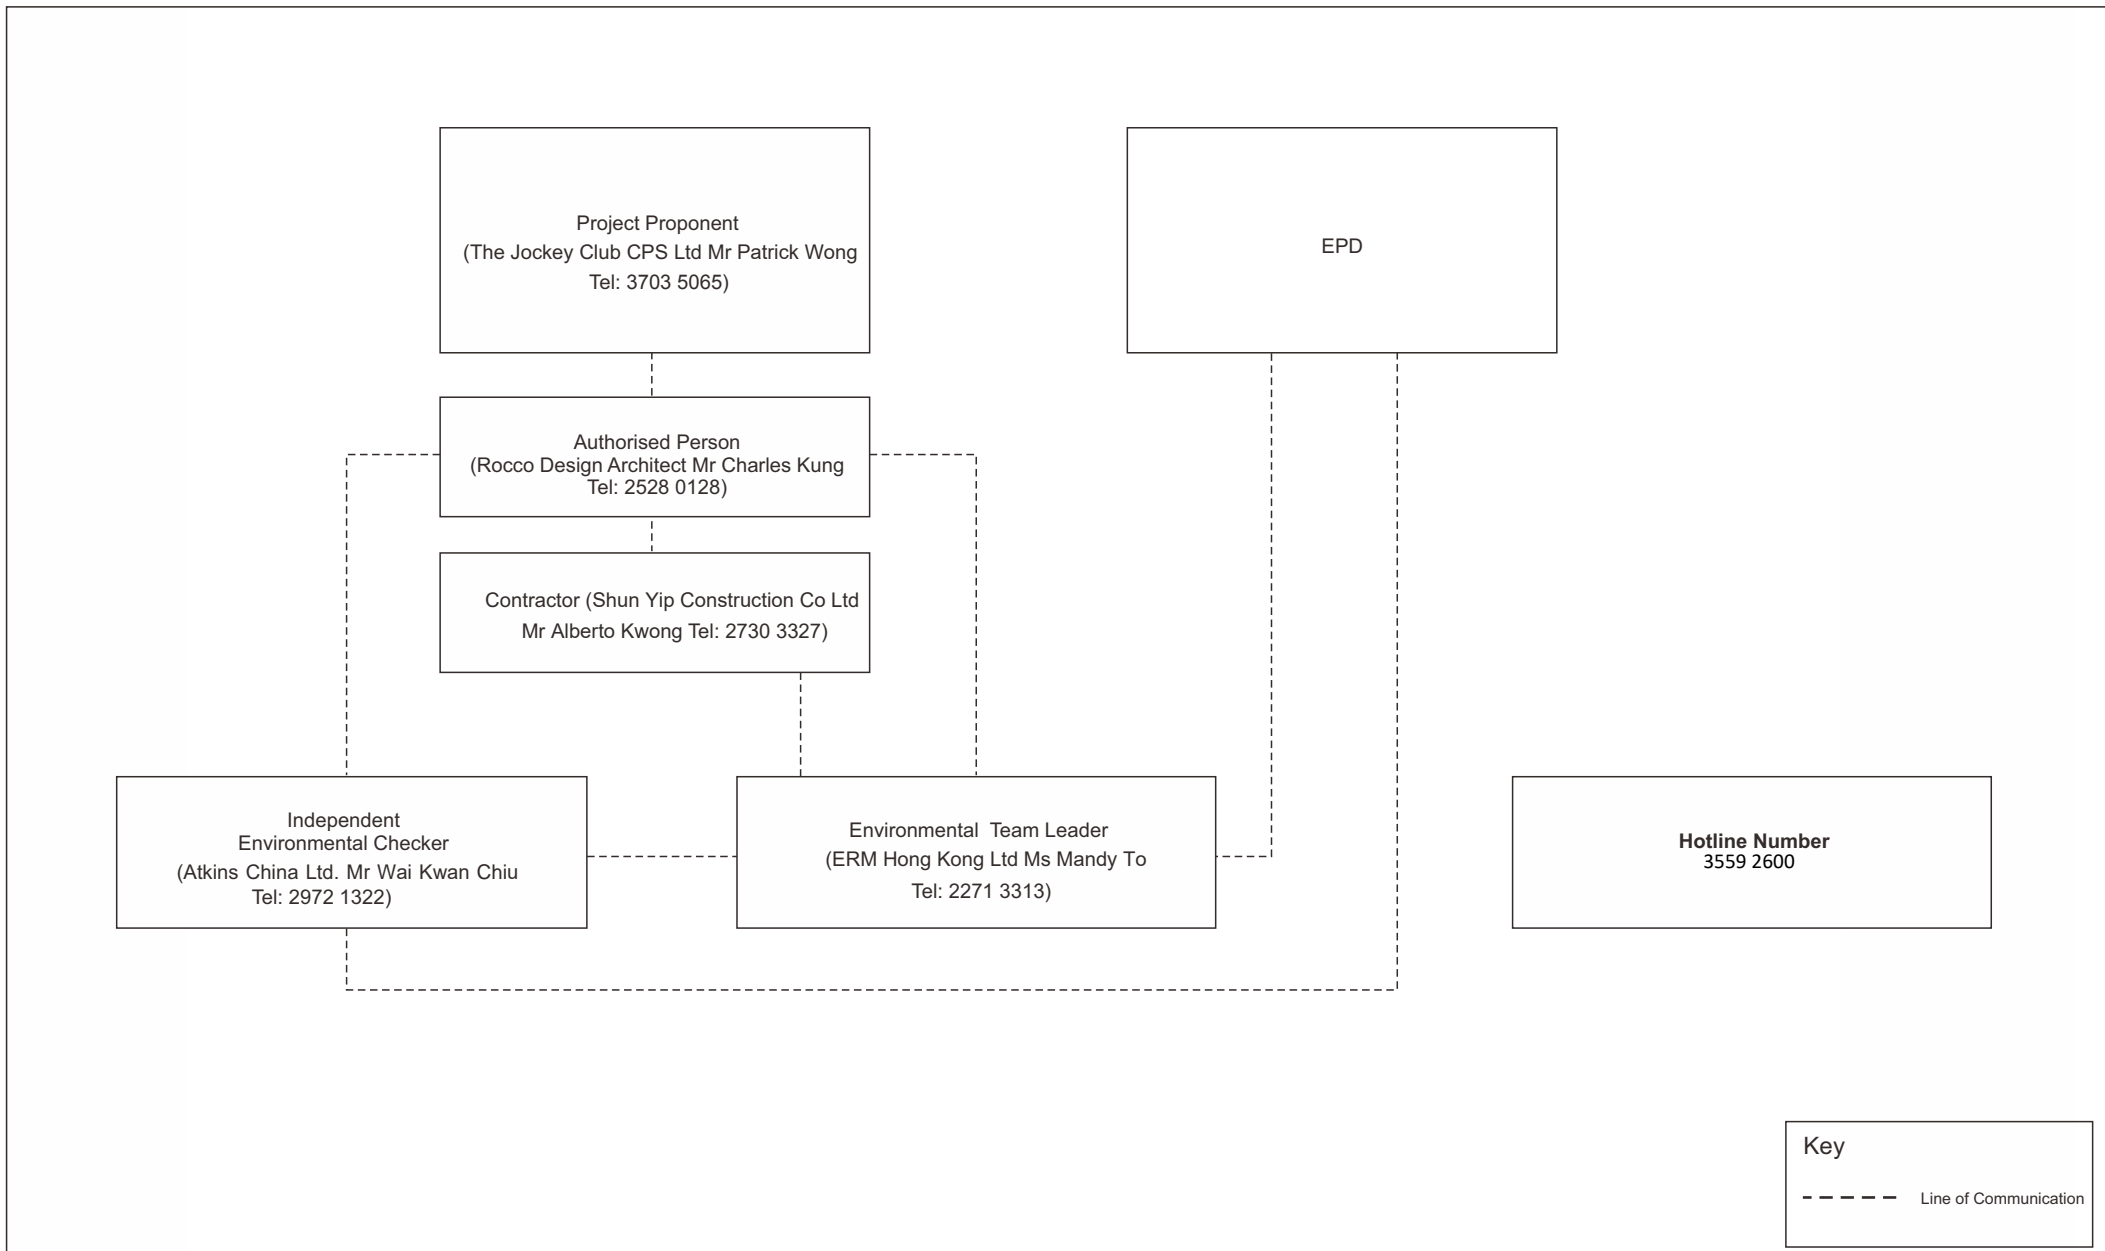 Project Proponent
(The Jockey Club CPS Ltd Mr Patrick Wong
Tel: 3703 5065)
EPD
Authorised Person
(Rocco Design Architect Mr Charles Kung
Tel: 2528 0128)
Contractor (Shun Yip Construction Co Ltd
Mr Alberto Kwong Tel: 2730 3327)
Independent
Environmental Checker
(Atkins China Ltd. Mr Wai Kwan Chiu
Tel: 2972 1322)
Environmental Team Leader
(ERM Hong Kong Ltd Ms Mandy To
Tel: 2271 3313)
Hotline Number
3559 2600
Key
Line of Communication